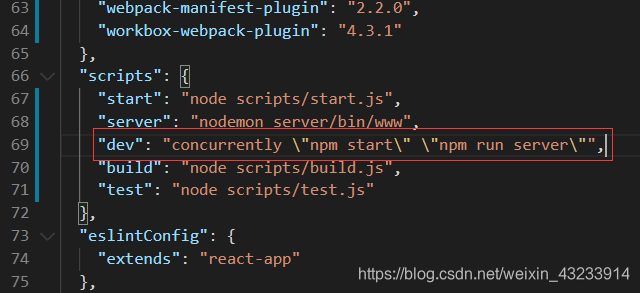 63 "webpack-manifest-plugin": "2.2.0",
64 "workbox-webpack-plugin": "4.3.1"
65 },
66 "scripts": {
67 "start": "node scripts/start.js",
68 "server": "nodemon server/bin/www",
69 "dev": "concurrently \"npm start\" \"npm run server\"",
70 "build": "node scripts/build.js",
71 "test": "node scripts/test.js"
72 },
73 "eslintConfig": {
74 "extends": "react-app"
75 },
https://blog.csdn.net/weixin_43233914